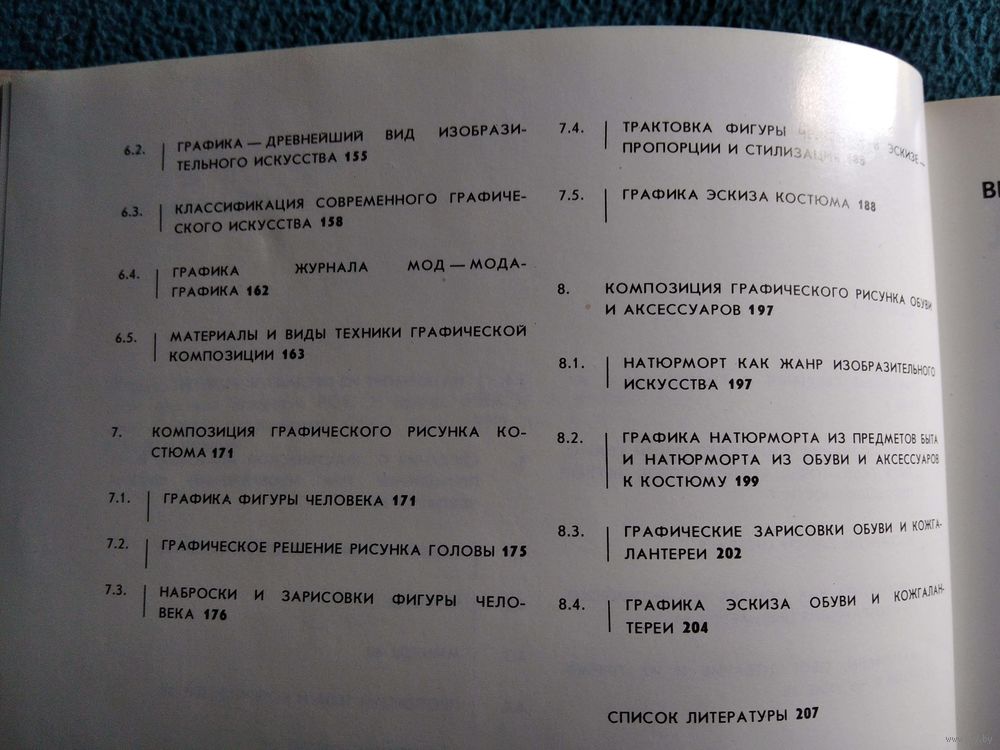 6.2. ГРАФИКА — ДРЕВНЕЙШИЙ ВИД ИЗОБРАЗИ-
ТЕЛЬНОГО ИСКУССТВА 155
6.3. КЛАССИФИКАЦИЯ СОВРЕМЕННОГО ГРАФИЧЕ-
СКОГО ИСКУССТВА 158
6.4. ГРАФИКА ЖУРНАЛА МОД — МОДА-
ГРАФИКА 162
6.5. МАТЕРИАЛЫ И ВИДЫ ТЕХНИКИ ГРАФИЧЕСКОЙ
КОМПОЗИЦИИ 163
7. КОМПОЗИЦИЯ ГРАФИЧЕСКОГО РИСУНКА КО-
СТЮМА 171
7.1. ГРАФИКА ФИГУРЫ ЧЕЛОВЕКА 171
7.2. ГРАФИЧЕСКОЕ РЕШЕНИЕ РИСУНКА ГОЛОВЫ 175
7.3. НАБРОСКИ И ЗАРИСОВКИ ФИГУРЫ ЧЕЛО-
ВЕКА 176
7.4. ТРАКТОВКА ФИГУРЫ ЭСКИЗЕ —
ПРОПОРЦИИ И СТИЛИЗАЦИЯ
7.5. ГРАФИКА ЭСКИЗА КОСТЮМА 188
8. КОМПОЗИЦИЯ ГРАФИЧЕСКОГО РИСУНКА ОБУВИ
И АКСЕССУАРОВ 197
8.1. НАТЮРМОРТ КАК ЖАНР ИЗОБРАЗИТЕЛЬНОГО
ИСКУССТВА 197
8.2. ГРАФИКА НАТЮРМОРТА ИЗ ПРЕДМЕТОВ БЫТА
И НАТЮРМОРТА ИЗ ОБУВИ И АКСЕССУАРОВ
К КОСТЮМУ 199
8.3. ГРАФИЧЕСКИЕ ЗАРИСОВКИ ОБУВИ И КОЖГА-
ЛАНТЕРЕИ 202
8.4. ГРАФИКА ЭСКИЗА ОБУВИ И КОЖГАЛАН-
ТЕРЕИ 204
СПИСОК ЛИТЕРАТУРЫ 207